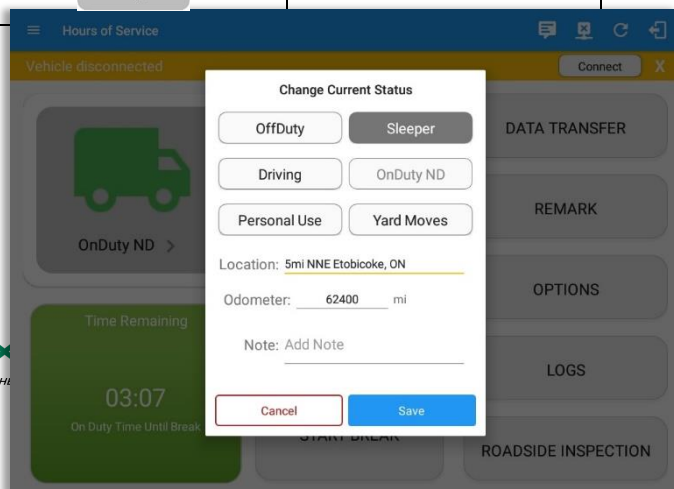 Hours of Service
Vehicle disconnected
Connect
X
Change Current Status
OffDuty
Sleeper
Driving
OnDuty ND
Personal Use
Yard Moves
Location: 5mi NNE Etobicoke, ON
Odometer: 62400 mi
Note: Add Note
Cancel
Save
OnDuty ND >
Time Remaining
03:07
On Duty Time Until Break
START BREAK
DATA TRANSFER
REMARK
OPTIONS
LOGS
ROADSIDE INSPECTION